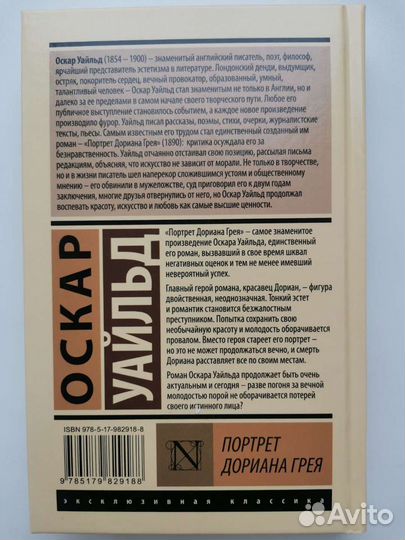 Оскар Уайльд (1854 – 1900) – знаменитый английский писатель, поэт, философ,
ярчайший представитель эстетизма в литературе. Лондонский денди, выдумщик,
остряк, покоритель сердец, вечный провокатор, образованный, умный,
талантливый человек – Оскар Уайльд стал знаменитым не только в Англии, но и
далеко за ее пределами в самом начале своего творческого пути. Любое его
публичное выступление становилось событием, а каждое новое произведение
производило фурор. Уайльд писал рассказы, поэмы, стихи, очерки, журналистские
тексты, пьесы. Самым известным его трудом стал единственный созданный им
роман – «Портрет Дориана Грея» (1890): критика осуждала его за
безнравственность. Уайльд отчаянно отстаивал свою позицию, рассылая письма
редакциям, объясняя, что искусство не зависит от морали. Не только в творчестве,
но и в жизни писатель шел наперекор сложившимся устоям и общественному
мнению – его обвинили в мужеложстве, суд приговорил его к двум годам
заключения, многие друзья отвернулись от него, но Оскар Уайльд продолжал
воспевать красоту, искусство и любовь как самые высшие ценности.
ОСКАР
УАЙЛЬД
«Портрет Дориана Грея» – самое знаменитое
произведение Оскара Уайльда, единственный
его роман, вызвавший в свое время шквал
негативных оценок и тем не менее имевший
невероятный успех.
Главный герой романа, красавец Дориан, – фигура
двойственная, неоднозначная. Тонкий эстет
и романтик становится безжалостным
преступником. Попытка сохранить свою
необычайную красоту и молодость оборачивается
провалом. Вместо героя стареет его портрет –
но это не может продолжаться вечно, и смерть
Дориана расставляет все по своим местам.
Роман Оскара Уайльда продолжает быть очень
актуальным и сегодня – разве погоня за вечной
молодостью порой не оборачивается потерей
своего истинного лица?
ISBN 978-5-17-982918-8
9 785179 829188
N
ПОРТРЕТ
ДОРИАНА ГРЕЯ
эксклюзивная классика
Avito